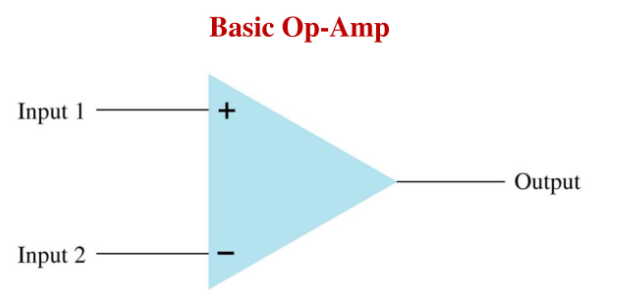 Basic Op-Amp
Input 1
+
Output
Input 2
−